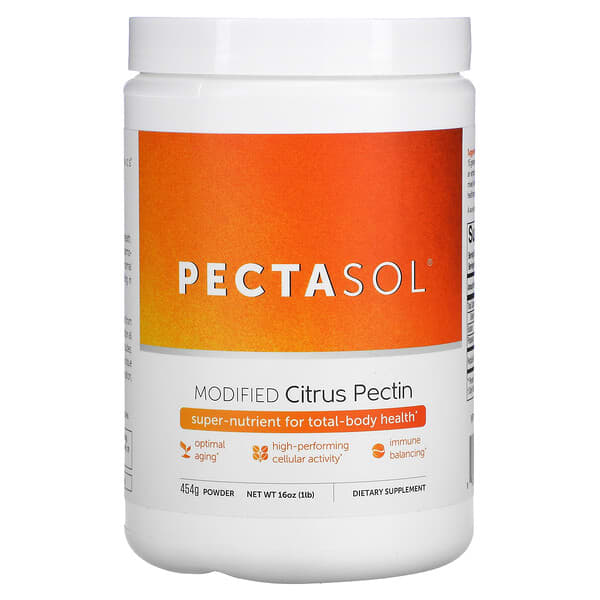 PECTASOL®
MODIFIED Citrus Pectin
super-nutrient for total-body health*
optimal
aging*
high-performing
cellular activity*
immune
balancing*
454g POWDER NET WT 16oz (1lb) DIETARY SUPPLEMENT